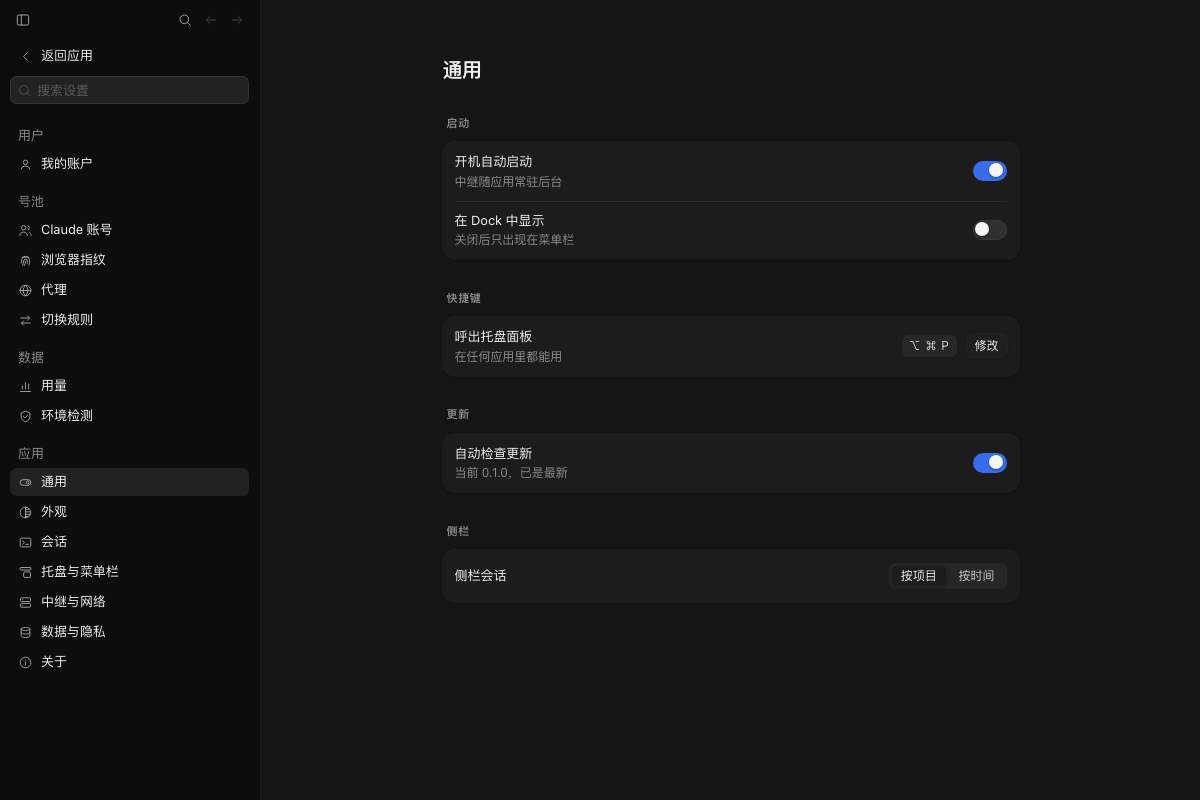 返回应用
搜索设置
用户
我的账户
号池
Claude 账号
浏览器指纹
代理
切换规则
数据
用量
环境检测
应用
通用
外观
会话
托盘与菜单栏
中继与网络
数据与隐私
关于
通用
启动
开机自动启动
中继随应用常驻后台
在 Dock 中显示
关闭后只出现在菜单栏
快捷键
呼出托盘面板
在任何应用里都能用
⌥ ⌘ P 修改
更新
自动检查更新
当前 0.1.0，已是最新
侧栏
侧栏会话
按项目 按时间